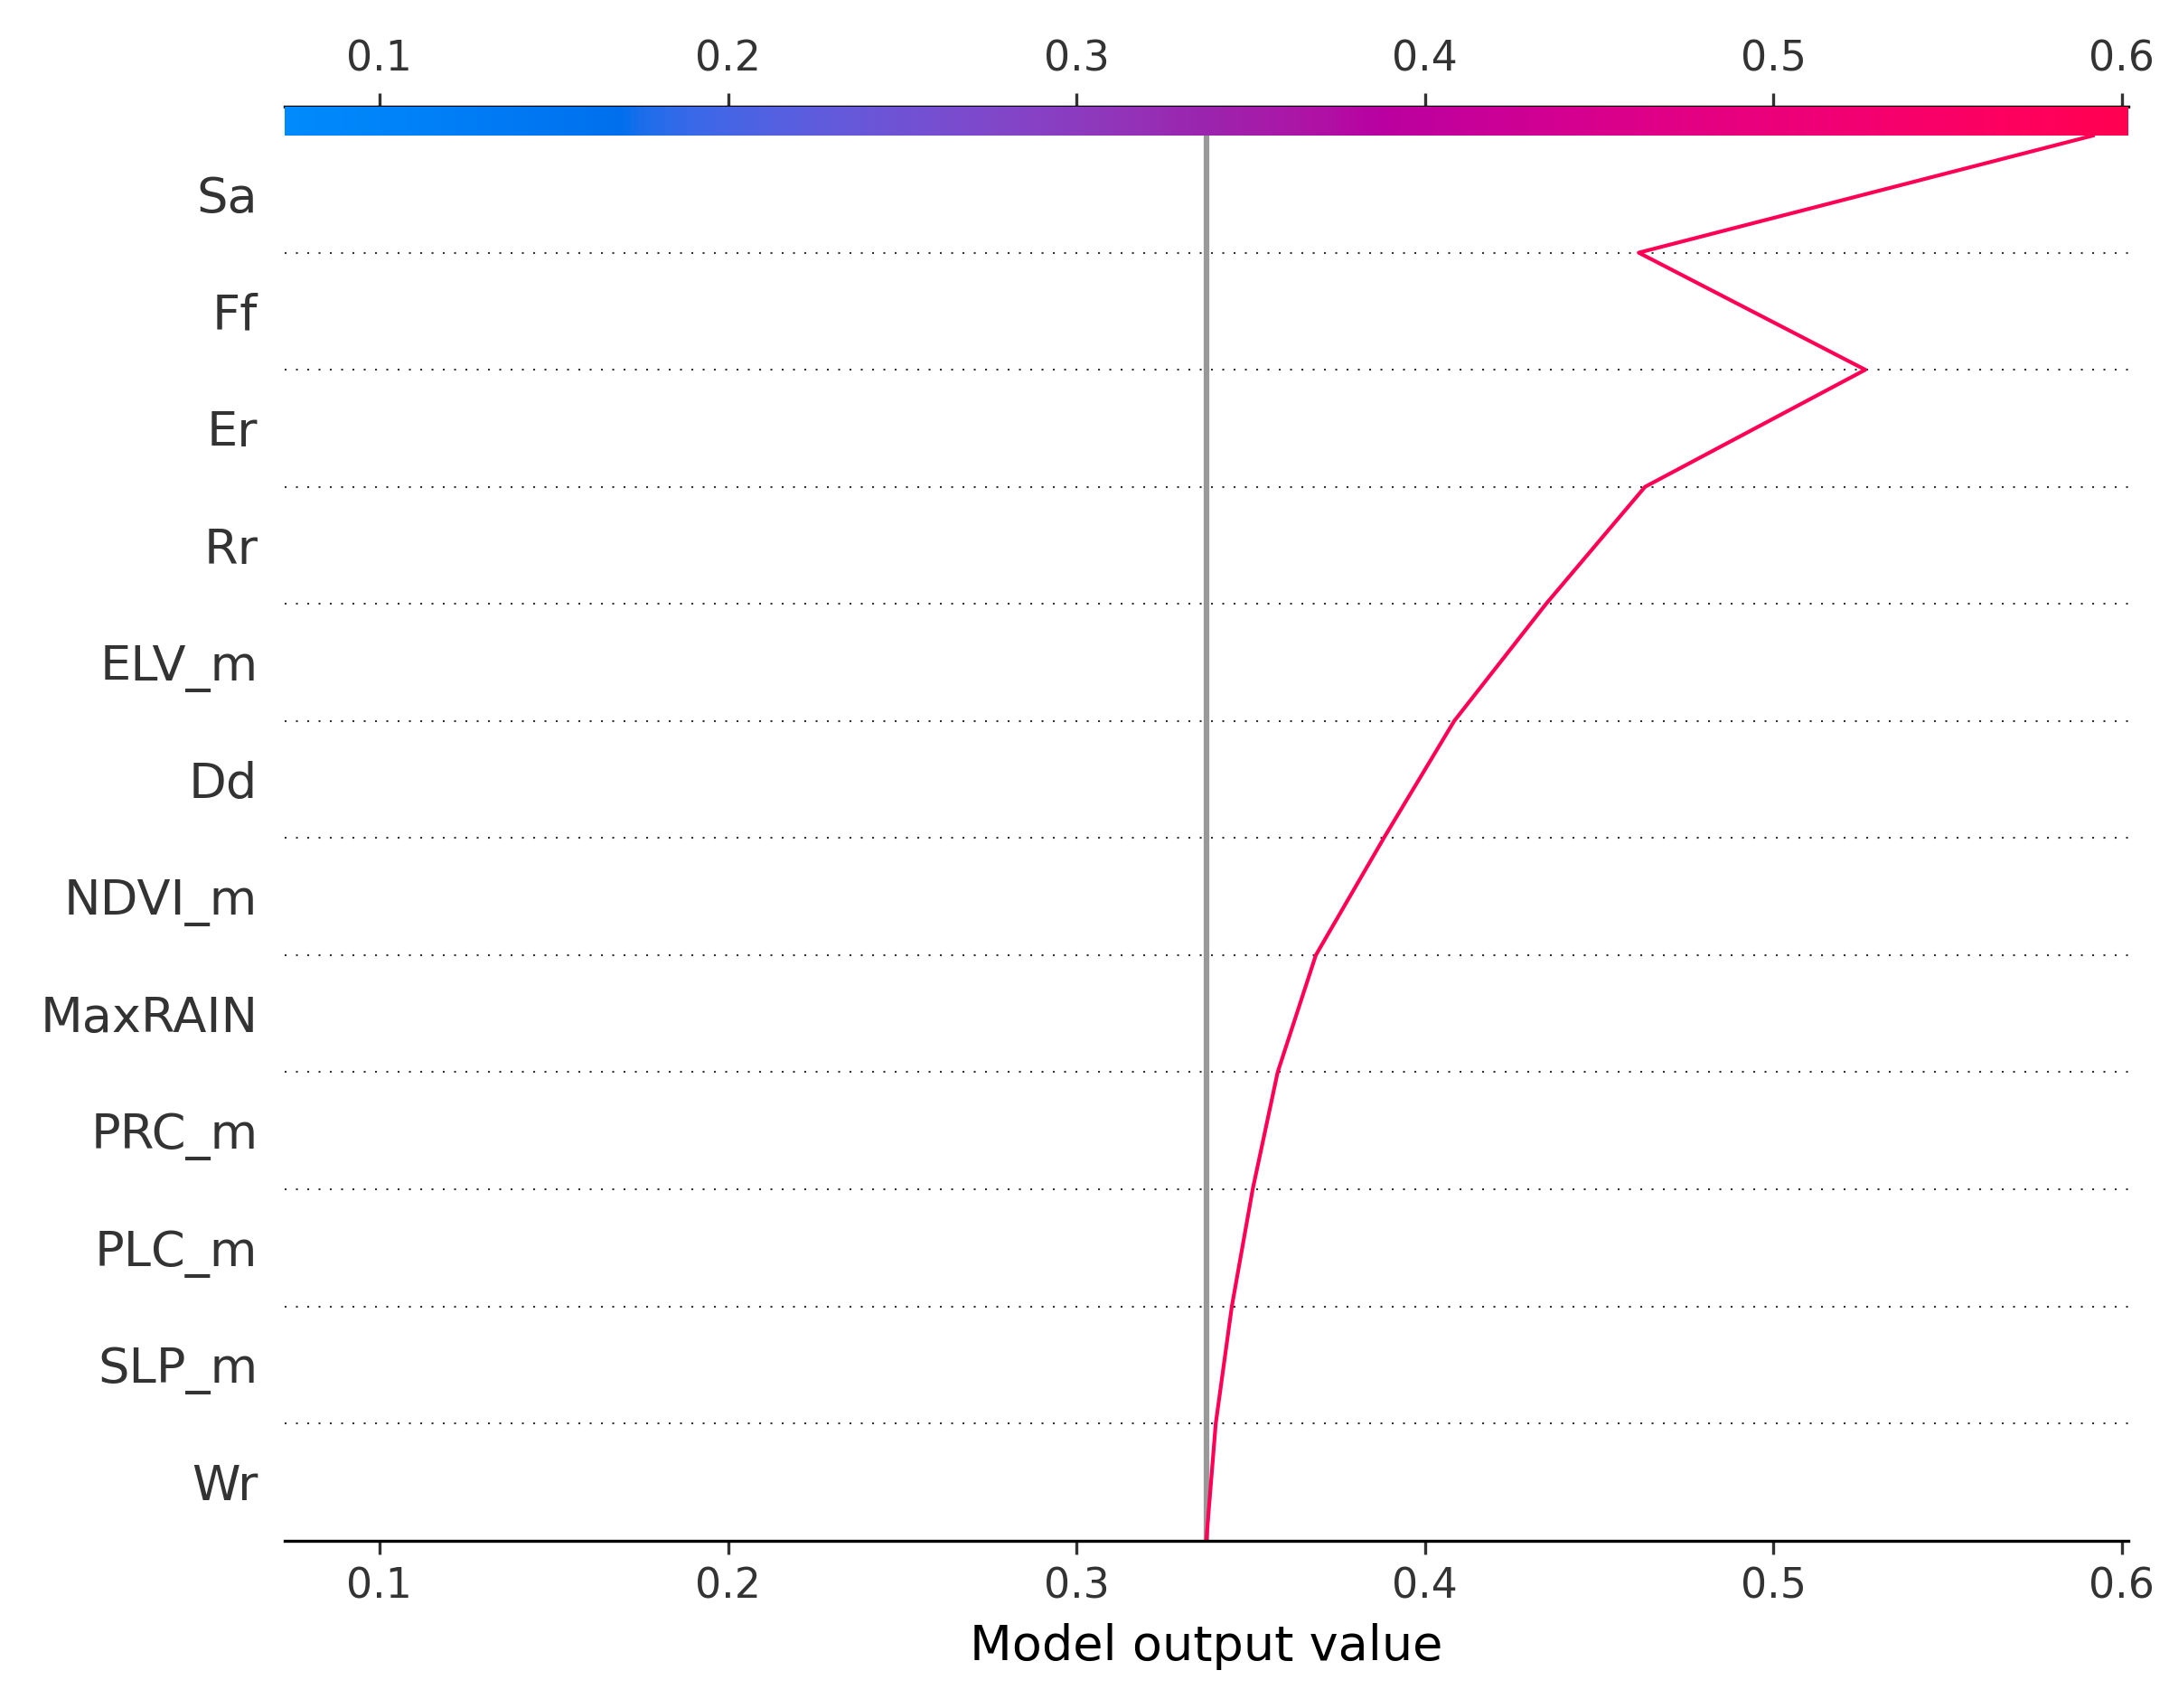 0.1 0.2 0.3 0.4 0.5 0.6
Sa
Ff
Er
Rr
ELV_m
Dd
NDVI_m
MaxRAIN
PRC_m
PLC_m
SLP_m
Wr
0.1 0.2 0.3 0.4 0.5 0.6
Model output value